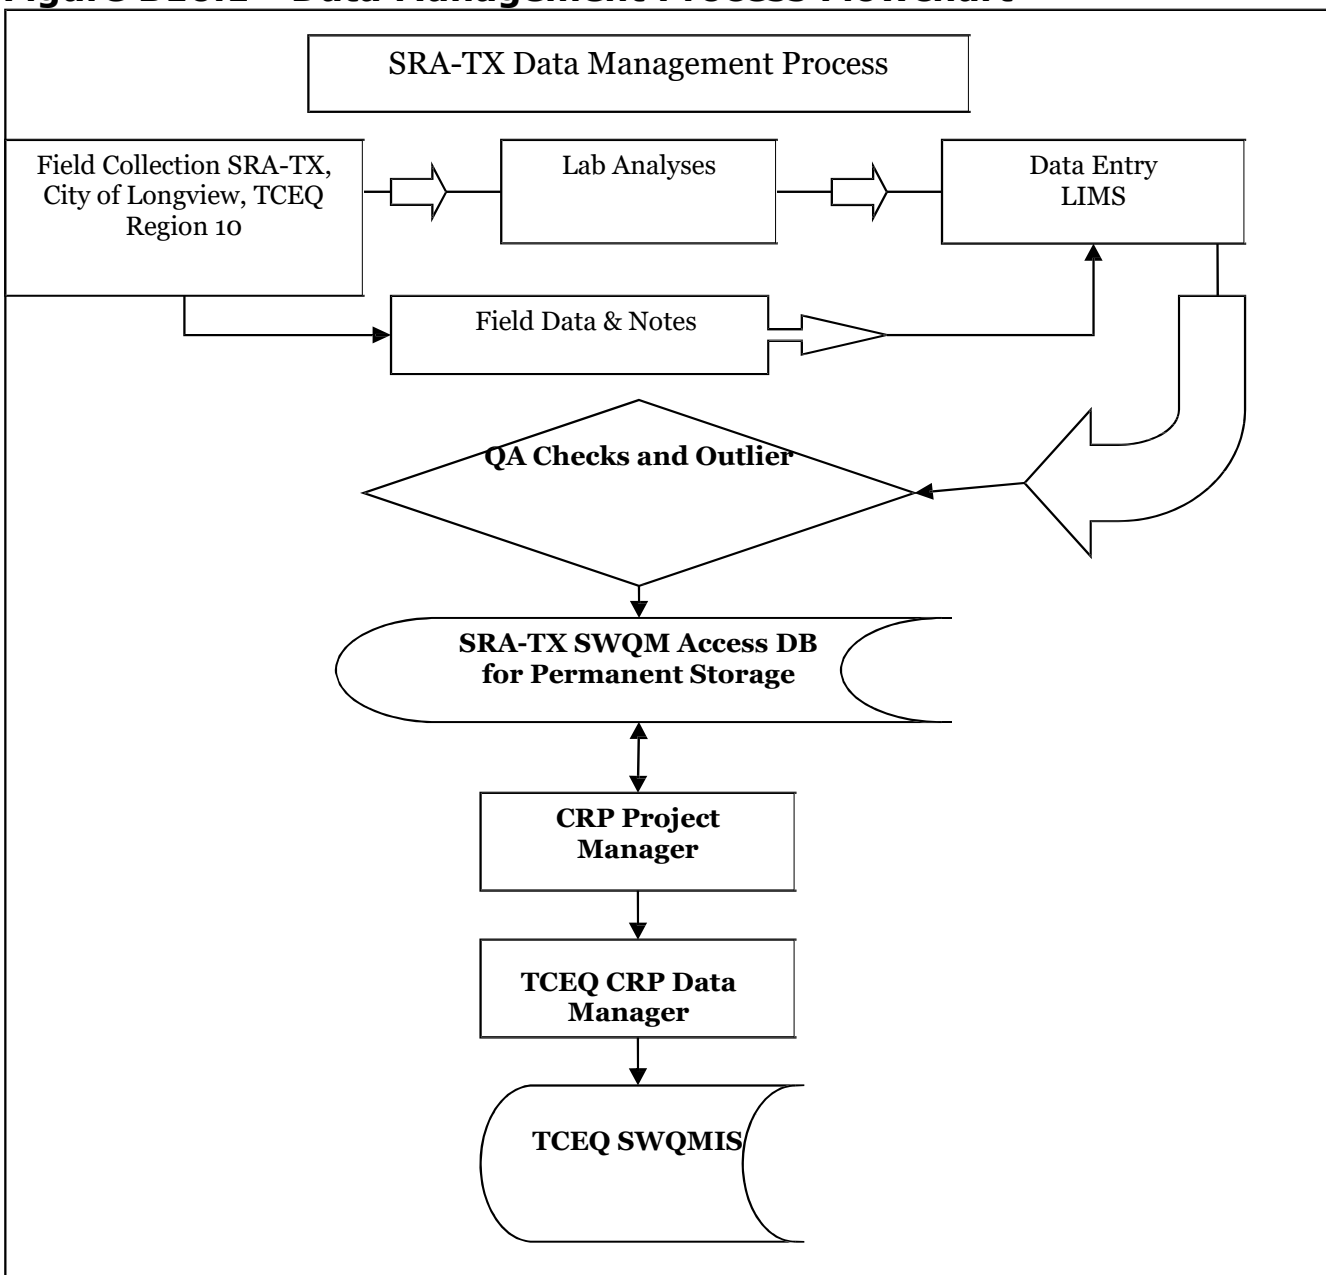 SRA-TX Data Management Process
Field Collection SRA-TX,
City of Longview, TCEQ
Region 10
Lab Analyses
Data Entry
LIMS
Field Data & Notes
QA Checks and Outlier
SRA-TX SWQM Access DB
for Permanent Storage
CRP Project
Manager
TCEQ CRP Data
Manager
TCEQ SWQMIS